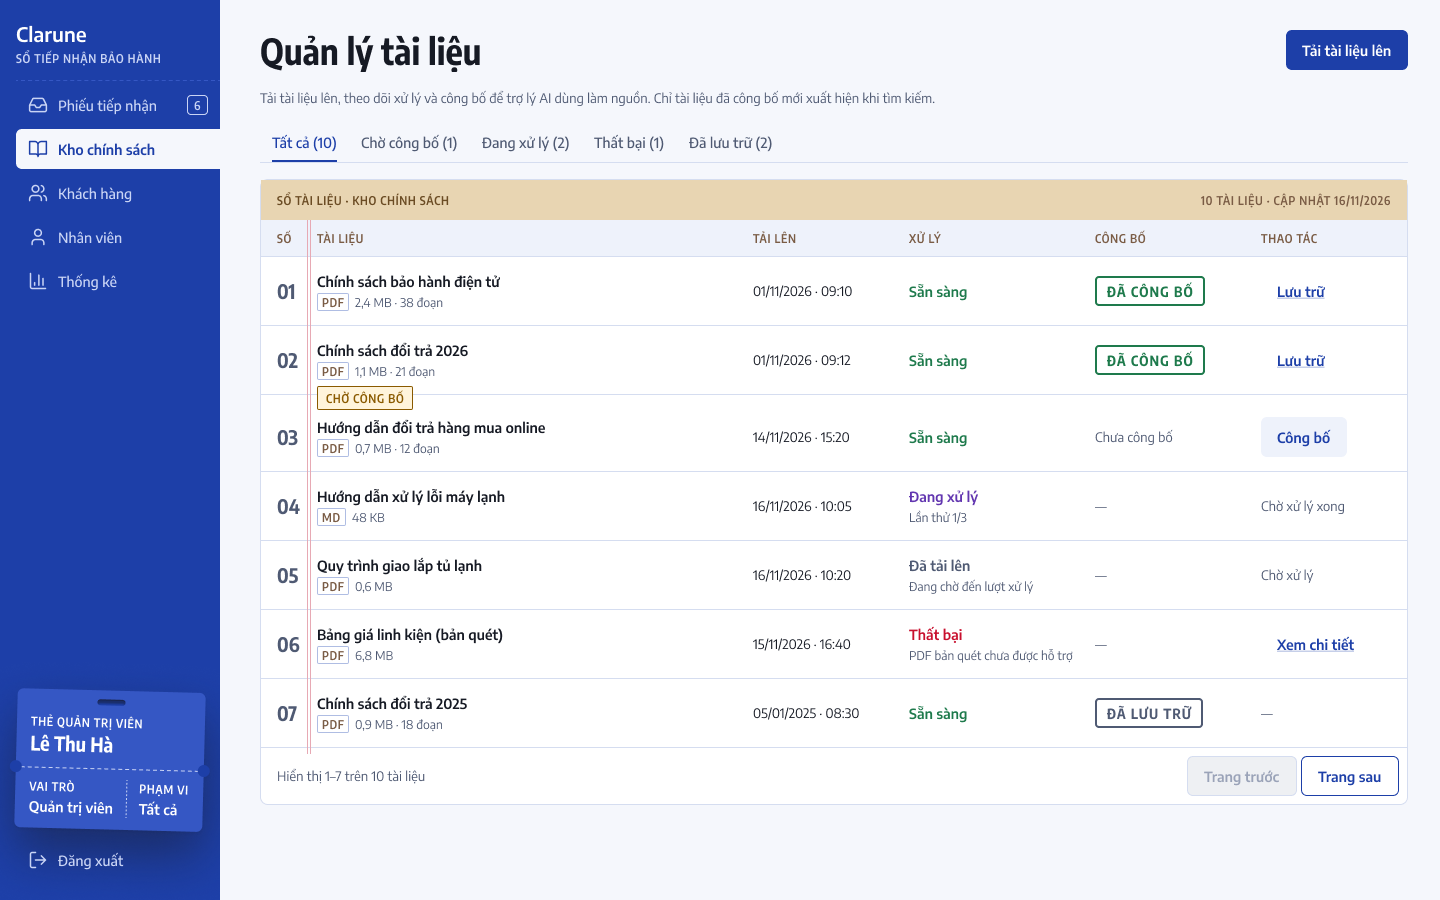 Clarune
SỔ TIẾP NHẬN BẢO HÀNH
Phiếu tiếp nhận 6
Kho chính sách
Khách hàng
Nhân viên
Thống kê
THẺ QUẢN TRỊ VIÊN
Lê Thu Hà
VAI TRÒ PHẠM VI
Quản trị viên Tất cả
Đăng xuất
Quản lý tài liệu
Tải tài liệu lên
Tải tài liệu lên, theo dõi xử lý và công bố để trợ lý AI dùng làm nguồn. Chỉ tài liệu đã công bố mới xuất hiện khi tìm kiếm.
Tất cả (10) Chờ công bố (1) Đang xử lý (2) Thất bại (1) Đã lưu trữ (2)
SỔ TÀI LIỆU · KHO CHÍNH SÁCH 10 TÀI LIỆU · CẬP NHẬT 16/11/2026
SỐ TÀI LIỆU TẢI LÊN XỬ LÝ CÔNG BỐ THAO TÁC
01 Chính sách bảo hành điện tử 01/11/2026 · 09:10 Sẵn sàng ĐÃ CÔNG BỐ Lưu trữ
PDF 2,4 MB · 38 đoạn
02 Chính sách đổi trả 2026 01/11/2026 · 09:12 Sẵn sàng ĐÃ CÔNG BỐ Lưu trữ
PDF 1,1 MB · 21 đoạn
CHỜ CÔNG BỐ
03 Hướng dẫn đổi trả hàng mua online 14/11/2026 · 15:20 Sẵn sàng Chưa công bố Công bố
PDF 0,7 MB · 12 đoạn
04 Hướng dẫn xử lý lỗi máy lạnh 16/11/2026 · 10:05 Đang xử lý — Chờ xử lý xong
MD 48 KB Lần thử 1/3
05 Quy trình giao lắp tủ lạnh 16/11/2026 · 10:20 Đã tải lên — Chờ xử lý
PDF 0,6 MB Đang chờ đến lượt xử lý
06 Bảng giá linh kiện (bản quét) 15/11/2026 · 16:40 Thất bại — Xem chi tiết
PDF 6,8 MB PDF bản quét chưa được hỗ trợ
07 Chính sách đổi trả 2025 05/01/2025 · 08:30 Sẵn sàng ĐÃ LƯU TRỮ —
PDF 0,9 MB · 18 đoạn
Hiển thị 1–7 trên 10 tài liệu Trang trước Trang sau